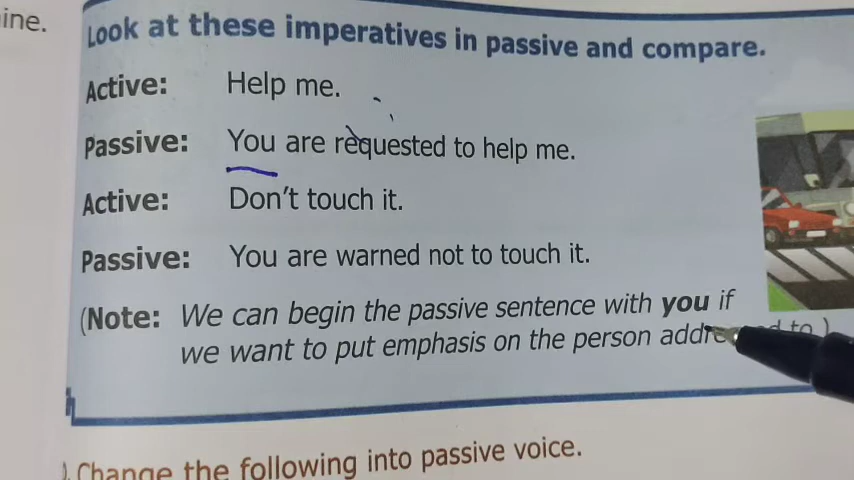 ine.
Look at these imperatives in passive and compare.
Active: Help me.
Passive: You are requested to help me.
Active: Don't touch it.
Passive: You are warned not to touch it.
(Note: We can begin the passive sentence with you if
we want to put emphasis on the person to.)
Change the following into passive voice.